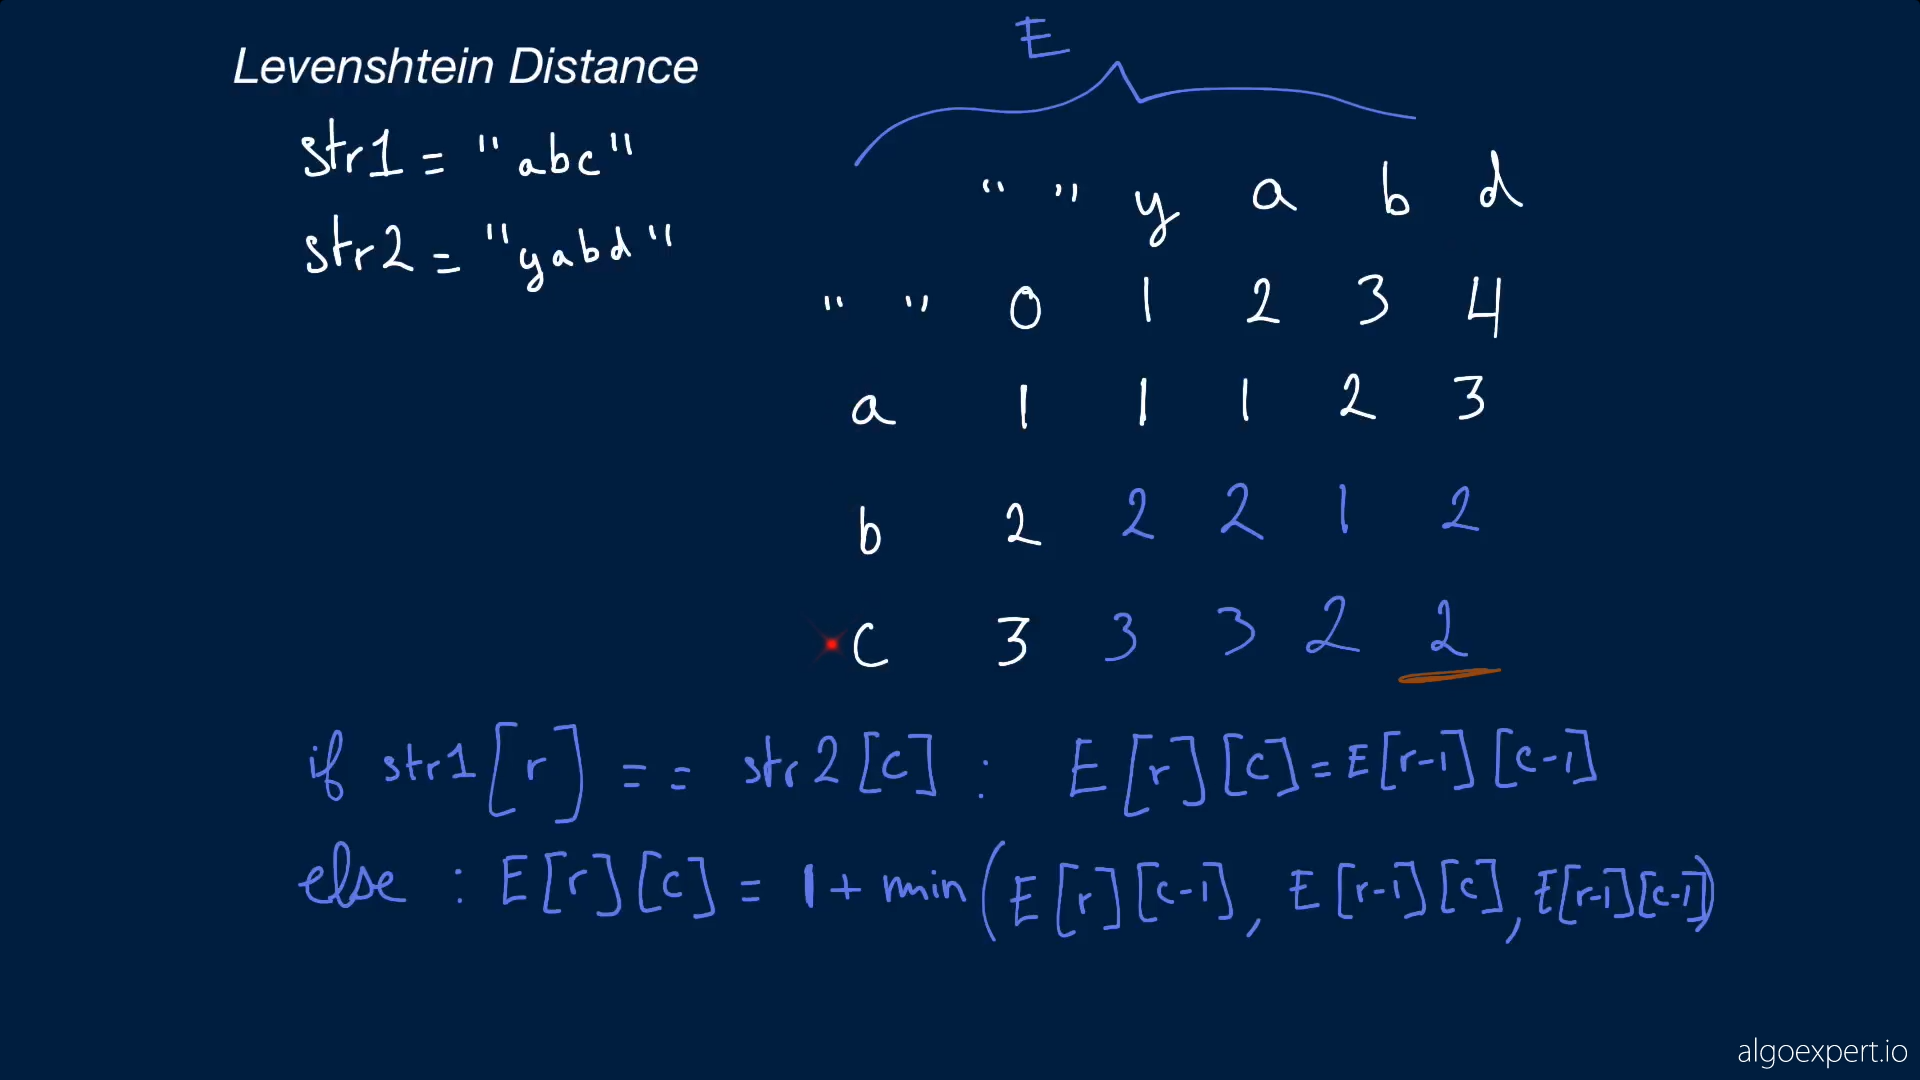 Levenshtein Distance
str1 = "abc"
str2 = "yabd"
E
" " y a b d
" " 0 1 2 3 4
a 1 1 1 2 3
b 2 2 2 1 2
c 3 3 3 2 2
if str1[r] == str2[c] : E[r][c] = E[r-1][c-1]
else : E[r][c] = 1 + min(E[r][c-1], E[r-1][c], E[r-1][c-1])
algoexpert.io